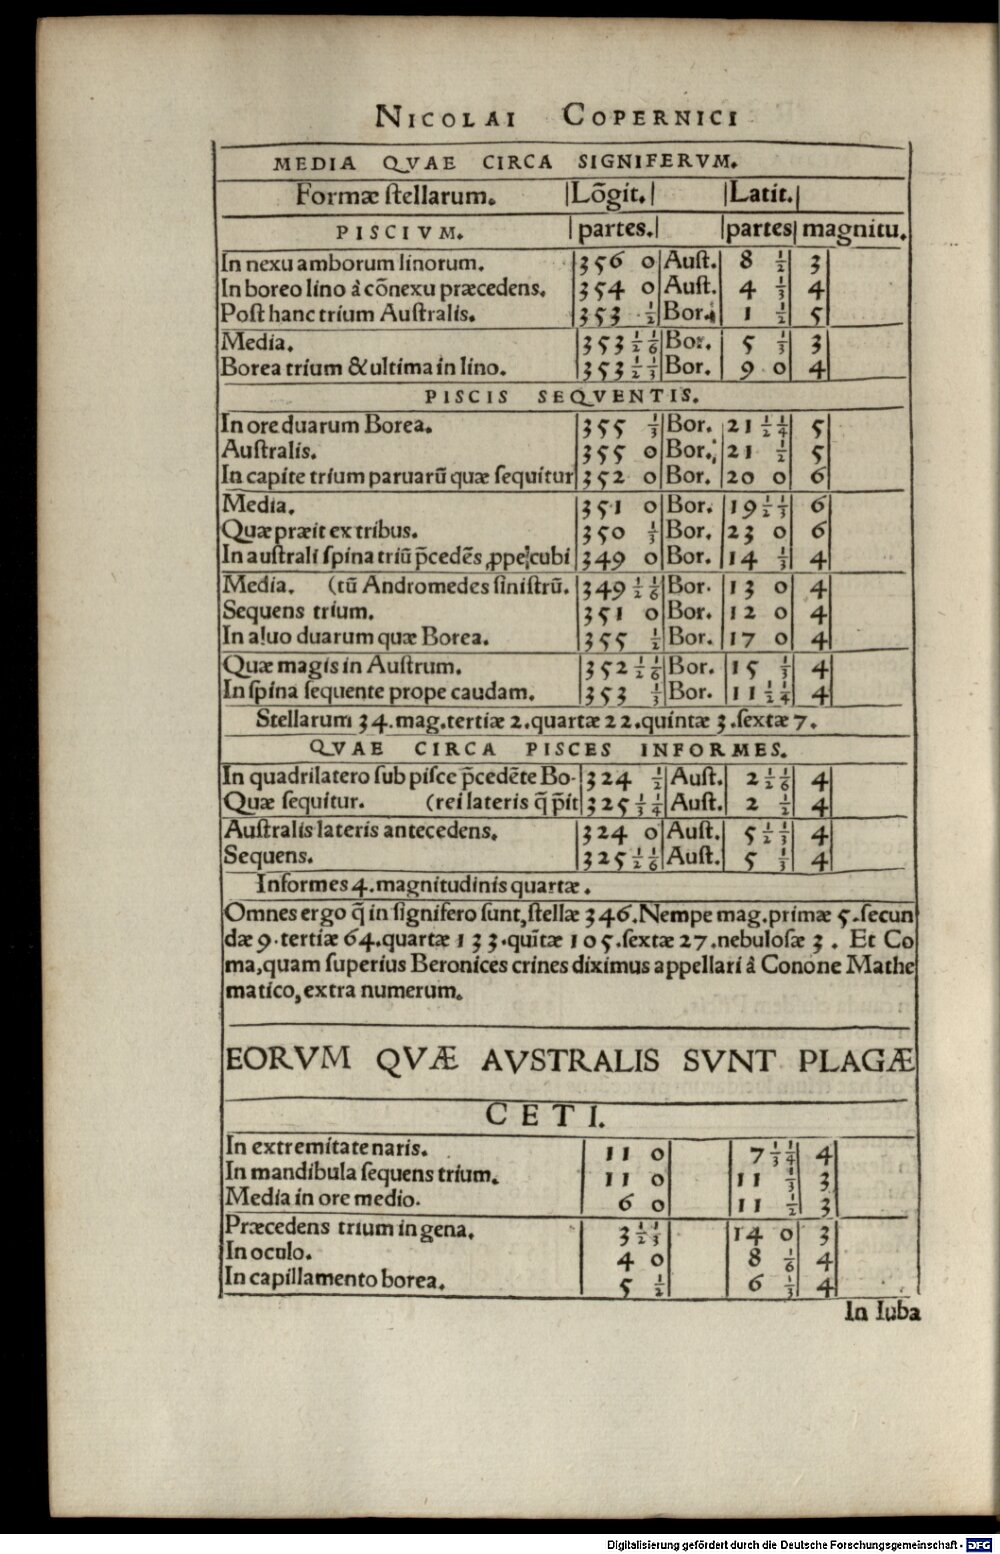 NICOLAI COPERNICI
MEDIA QVAE CIRCA SIGNIFERVM.
Formæ ſtellarum. Lōgit. Latit.
PISCIVM. partes. partes magnitu.
In nexu amborum linorum. 356 0 Auſt. 8 ½ 3
In boreo lino à cōnexu præcedens. 354 0 Auſt. 4 ⅓ 4
Poſt hanc trium Auſtralis. 353 ½ Bor. 1 ½ 5
Media. 353 ½ ⅙ Bor. 5 ⅓ 3
Borea trium & ultima in lino. 353 ½ ⅓ Bor. 9 0 4
PISCIS SEQVENTIS.
In ore duarum Borea. 355 ⅓ Bor. 21 ½ ¼ 5
Auſtralis. 355 0 Bor. 21 ½ 5
In capite trium paruarū quæ ſequitur 352 0 Bor. 20 0 6
Media. 351 0 Bor. 19 ½ ⅓ 6
Quæ præit ex tribus. 350 ⅓ Bor. 23 0 6
In auſtrali ſpina triū p̄cedēs ꝓpe cubi 349 0 Bor. 14 ⅓ 4
Media. (tū Andromedes ſiniſtrū. 349 ½ ⅙ Bor. 13 0 4
Sequens trium. 351 0 Bor. 12 0 4
In aluo duarum quæ Borea. 355 ½ Bor. 17 0 4
Quæ magis in Auſtrum. 352 ½ ⅙ Bor. 15 ⅓ 4
In ſpina ſequente prope caudam. 353 ⅓ Bor. 11 ½ ¼ 4
Stellarum 34. mag. tertiæ 2. quartæ 22. quintæ 3. ſextæ 7.
QVAE CIRCA PISCES INFORMES.
In quadrilatero ſub piſce p̄cedēte Bo- 324 ½ Auſt. 2 ½ ⅙ 4
Quæ ſequitur. (rei lateris q̄ p̄it 325 ⅓ ¼ Auſt. 2 ½ 4
Auſtralis lateris antecedens. 324 0 Auſt. 5 ½ ⅓ 4
Sequens. 325 ½ ⅙ Auſt. 5 ⅓ 4
Informes 4. magnitudinis quartæ.
Omnes ergo q̄ in ſignifero ſunt, ſtellæ 346. Nempe mag. primæ 5. ſecun
dæ 9. tertiæ 64. quartæ 133. quītæ 105. ſextæ 27. nebuloſæ 3. Et Co
ma, quam ſuperius Beronices crines diximus appellari à Conone Mathe
matico, extra numerum.
EORVM QVÆ AVSTRALIS SVNT PLAGÆ
CETI.
In extremitate naris. 11 0 7 ⅓ ¼ 4
In mandibula ſequens trium. 11 0 11 ⅓ 3
Media in ore medio. 6 0 11 ½ 3
Præcedens trium in gena. 3 ½ ⅓ 14 0 3
In oculo. 4 0 8 ⅙ 4
In capillamento borea. 5 ½ 6 ⅓ 4
In Iuba
Digitalisierung gefördert durch die Deutsche Forschungsgemeinschaft - DFG